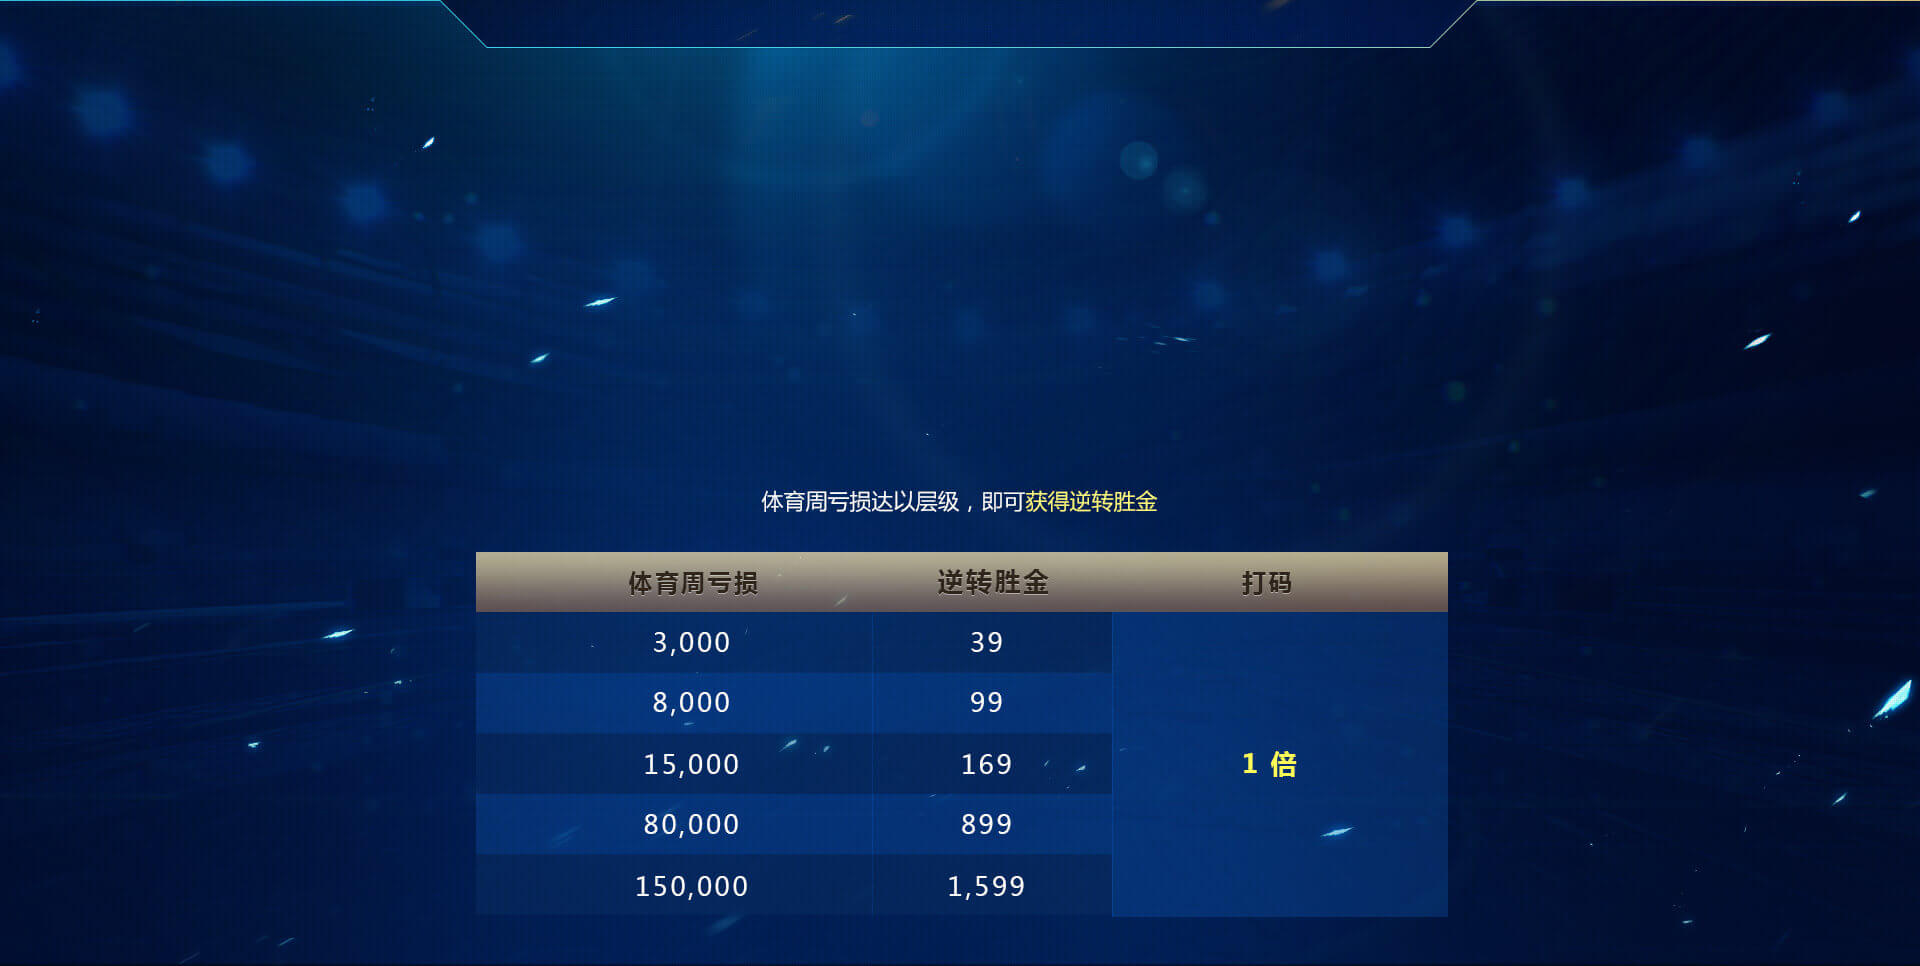 体育周亏损达以层级，即可获得逆转胜金
体育周亏损 逆转胜金 打码
3,000 39
8,000 99
15,000 169 1 倍
80,000 899
150,000 1,599